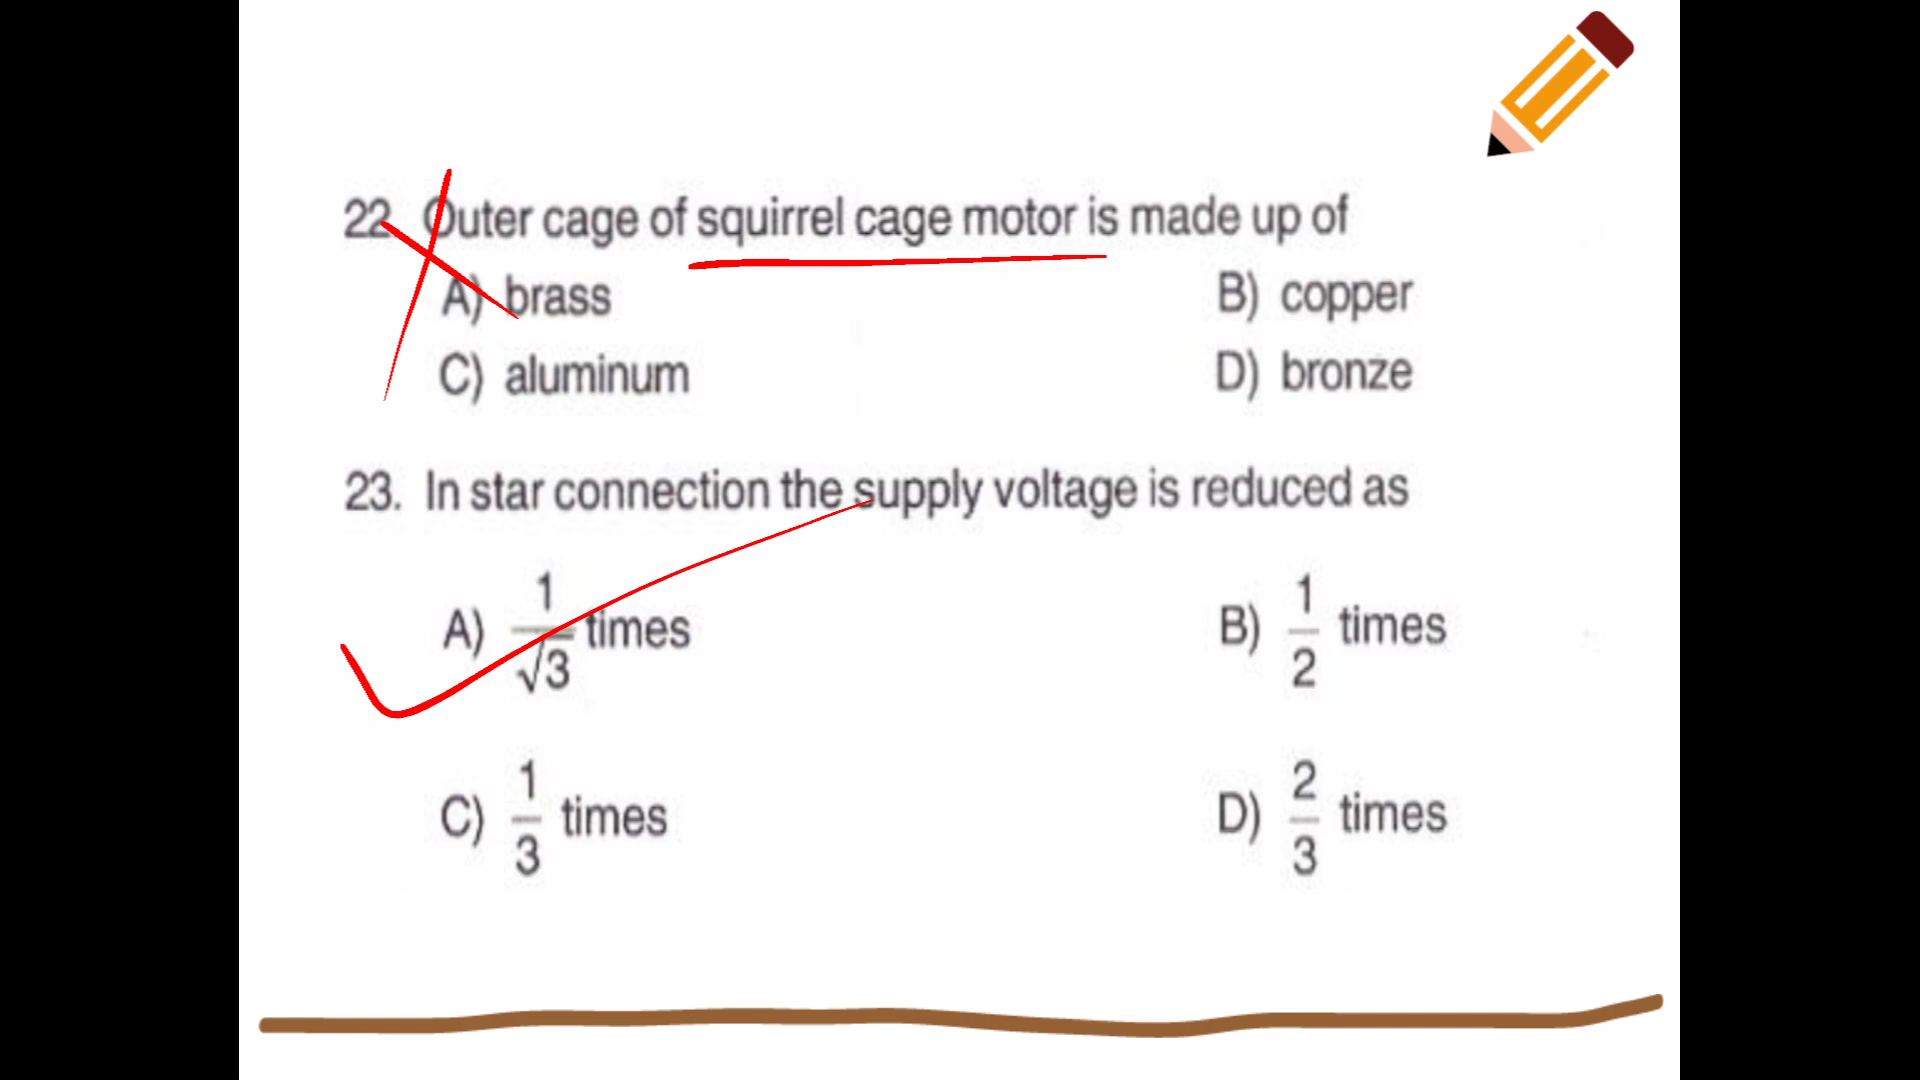 22. Outer cage of squirrel cage motor is made up of
A) brass
B) copper
C) aluminum
D) bronze
23. In star connection the supply voltage is reduced as
A) 1/√3 times
B) 1/2 times
C) 1/3 times
D) 2/3 times